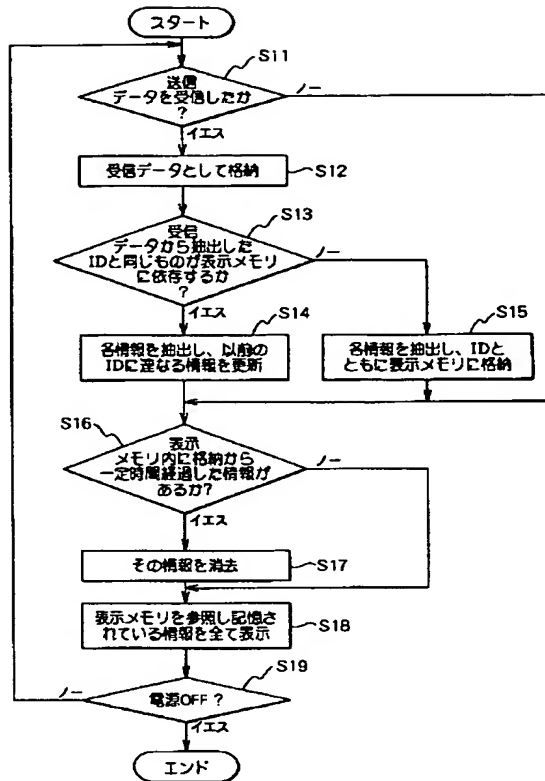 スタート
S11
送信
データを受信したか
?
ノー
イエス
受信データとして格納
S12
S13
受信
データから抽出した
IDと同じものが表示メモリ
に依存するか
?
ノー
イエス
S14
各情報を抽出し、以前の
IDに連なる情報を更新
S15
各情報を抽出し、IDと
ともに表示メモリに格納
S16
表示
メモリ内に格納から
一定時間経過した情報が
あるか?
ノー
イエス
その情報を消去
S17
表示メモリを参照し記憶さ
れている情報を全て表示
S18
S19
電源OFF ?
ノー
イエス
エンド